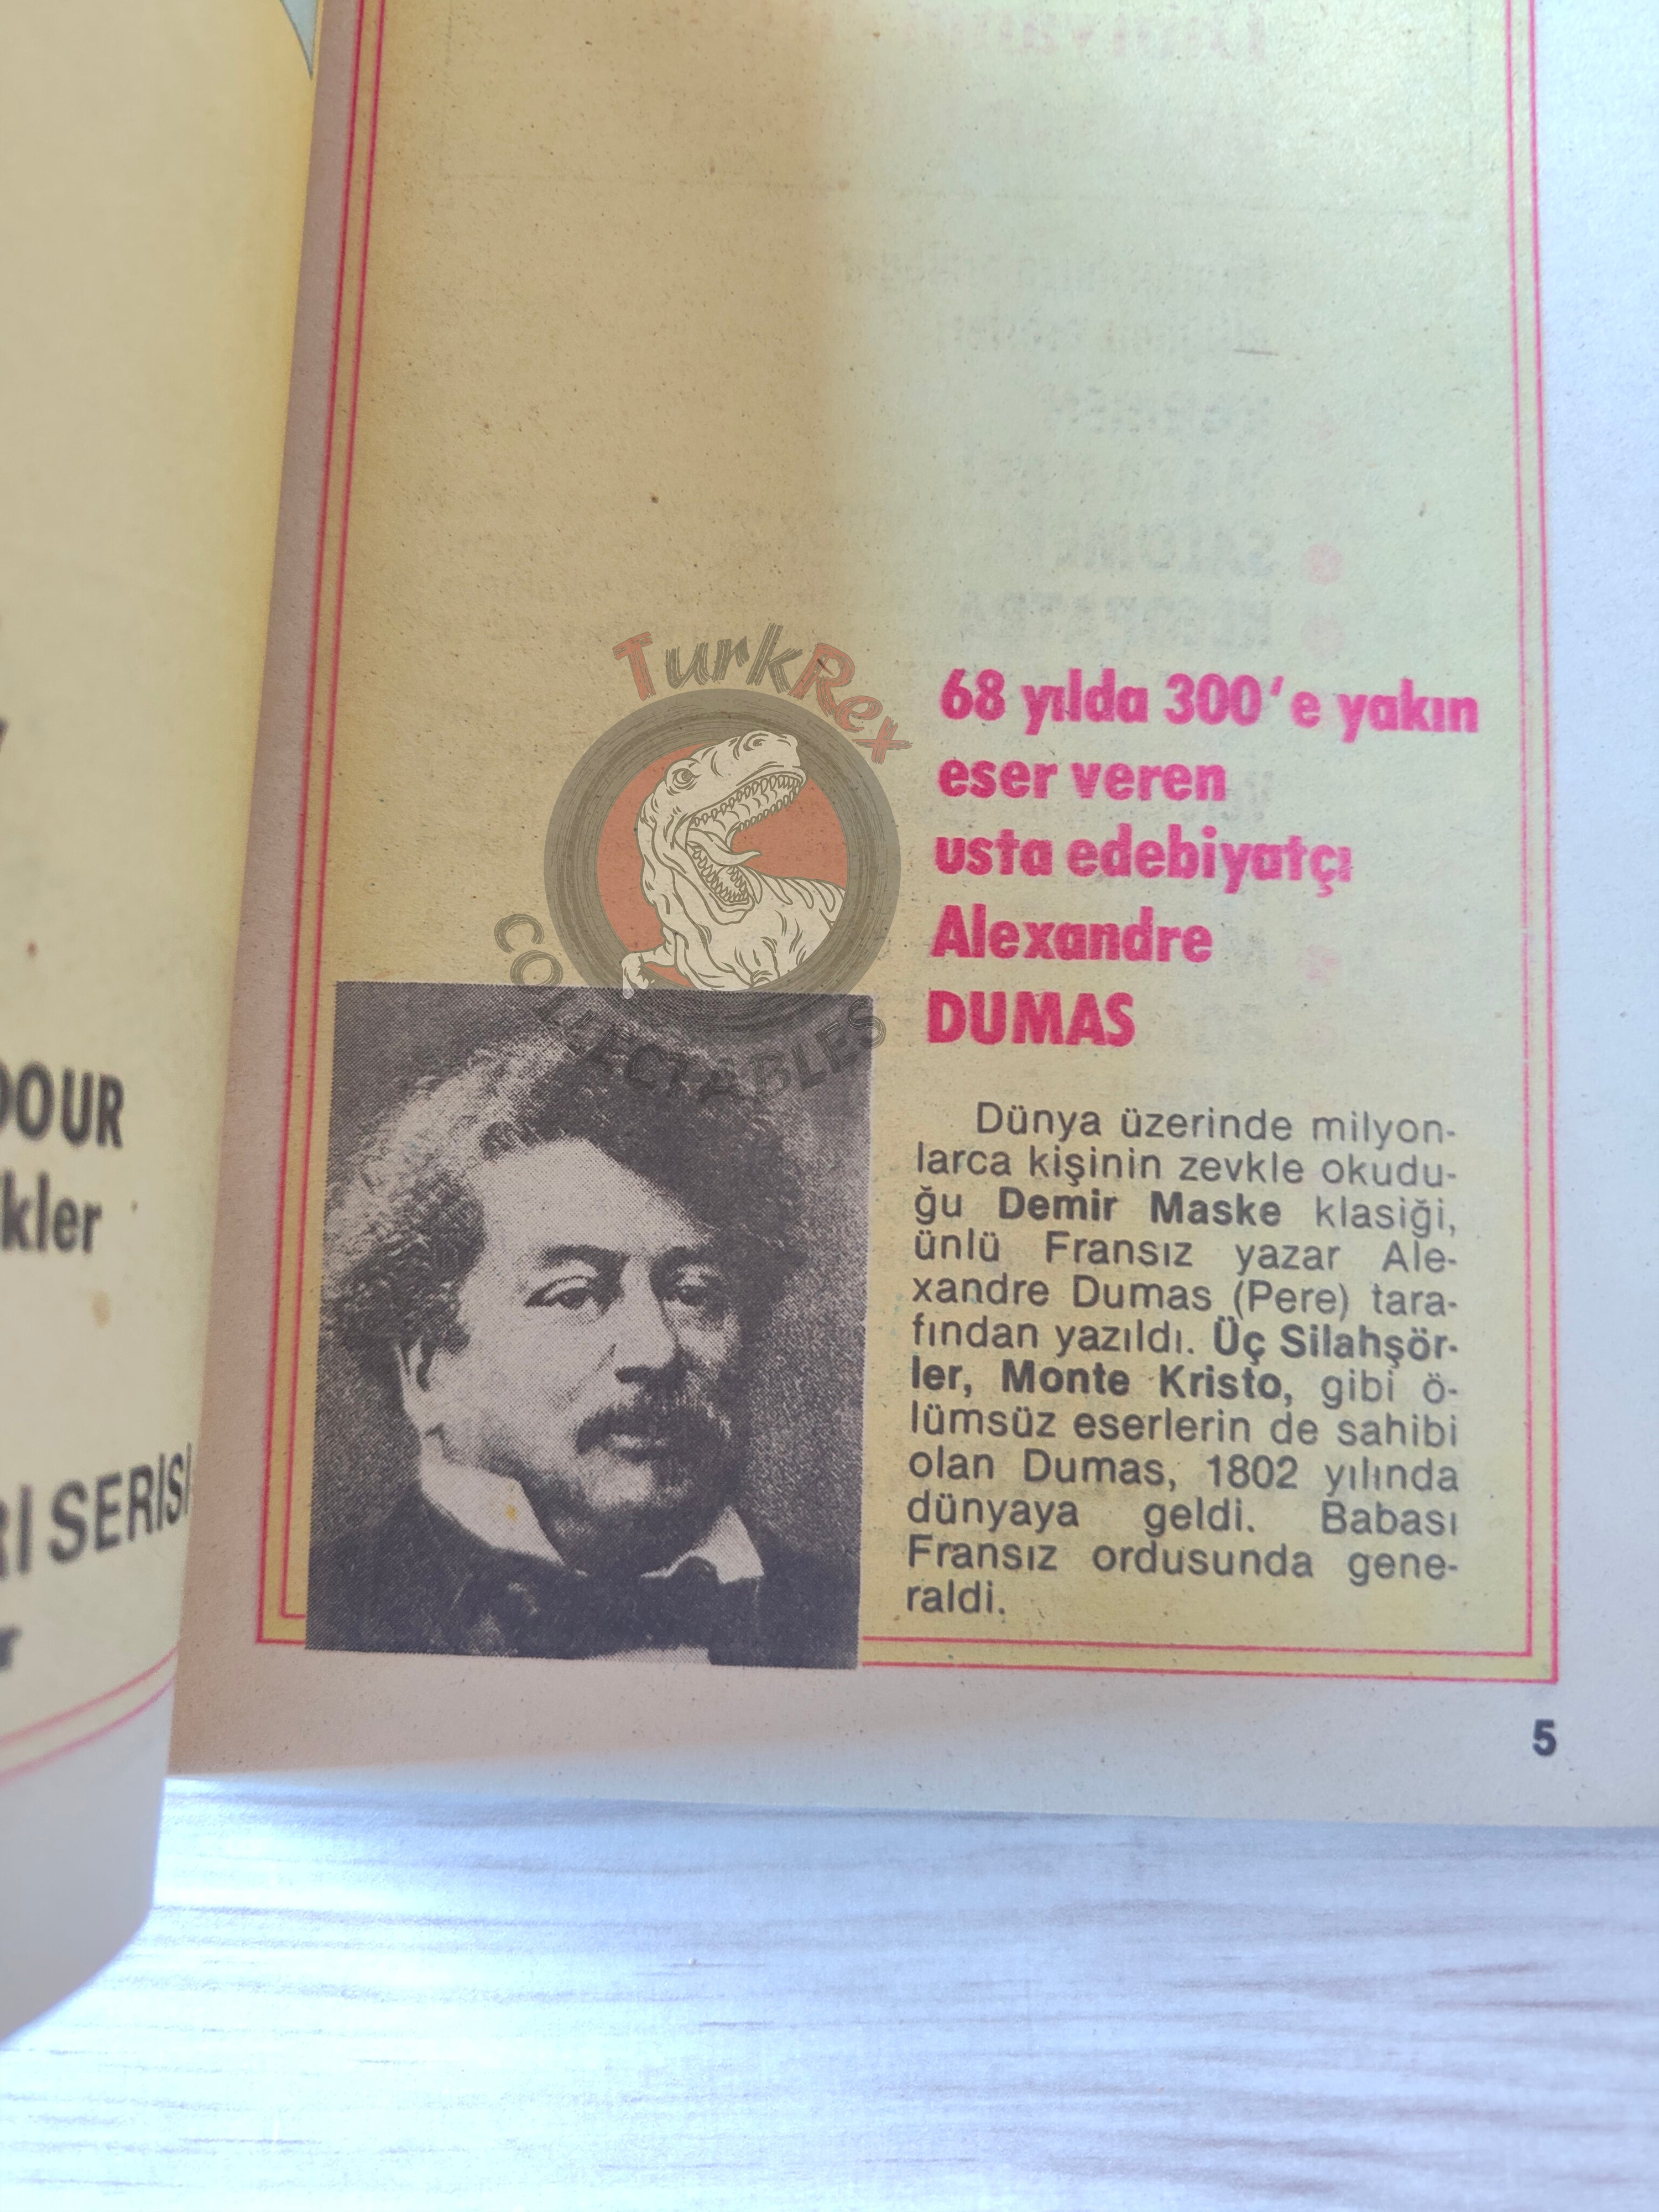 DOUR
kler
RI SERISI
TurkRex
COLLECTABLES
68 yılda 300'e yakın
eser veren
usta edebiyatçı
Alexandre
DUMAS
Dünya üzerinde milyon-
larca kişinin zevkle okudu-
ğu Demir Maske klasiği,
ünlü Fransız yazar Ale-
xandre Dumas (Pere) tara-
fından yazıldı. Üç Silahşör-
ler, Monte Kristo, gibi ö-
lümsüz eserlerin de sahibi
olan Dumas, 1802 yılında
dünyaya geldi. Babası
Fransız ordusunda gene-
raldi.
5